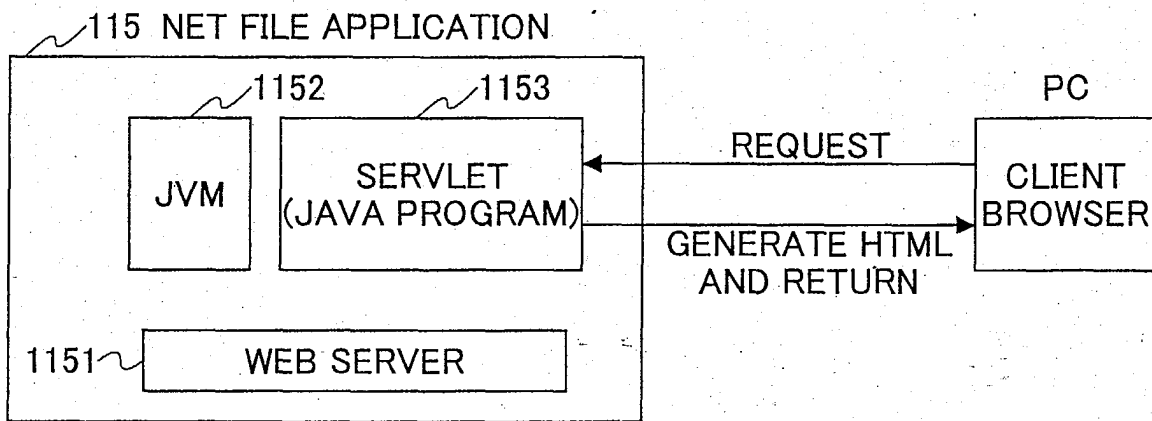 115 NET FILE APPLICATION
1152
1153
PC
JVM
SERVLET
(JAVA PROGRAM)
REQUEST
GENERATE HTML
AND RETURN
CLIENT
BROWSER
1151
WEB SERVER